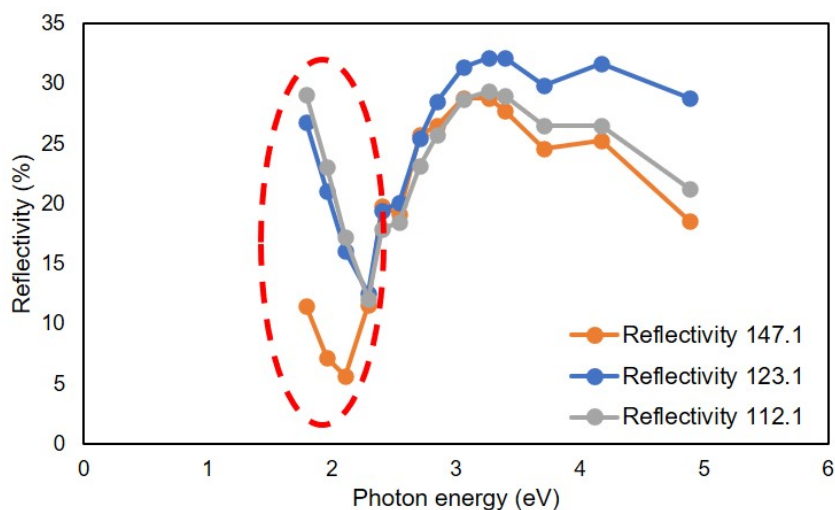 35
30
25
20
15
10
5
0
Reflectivity (%)
Reflectivity 147.1
Reflectivity 123.1
Reflectivity 112.1
0 1 2 3 4 5 6
Photon energy (eV)